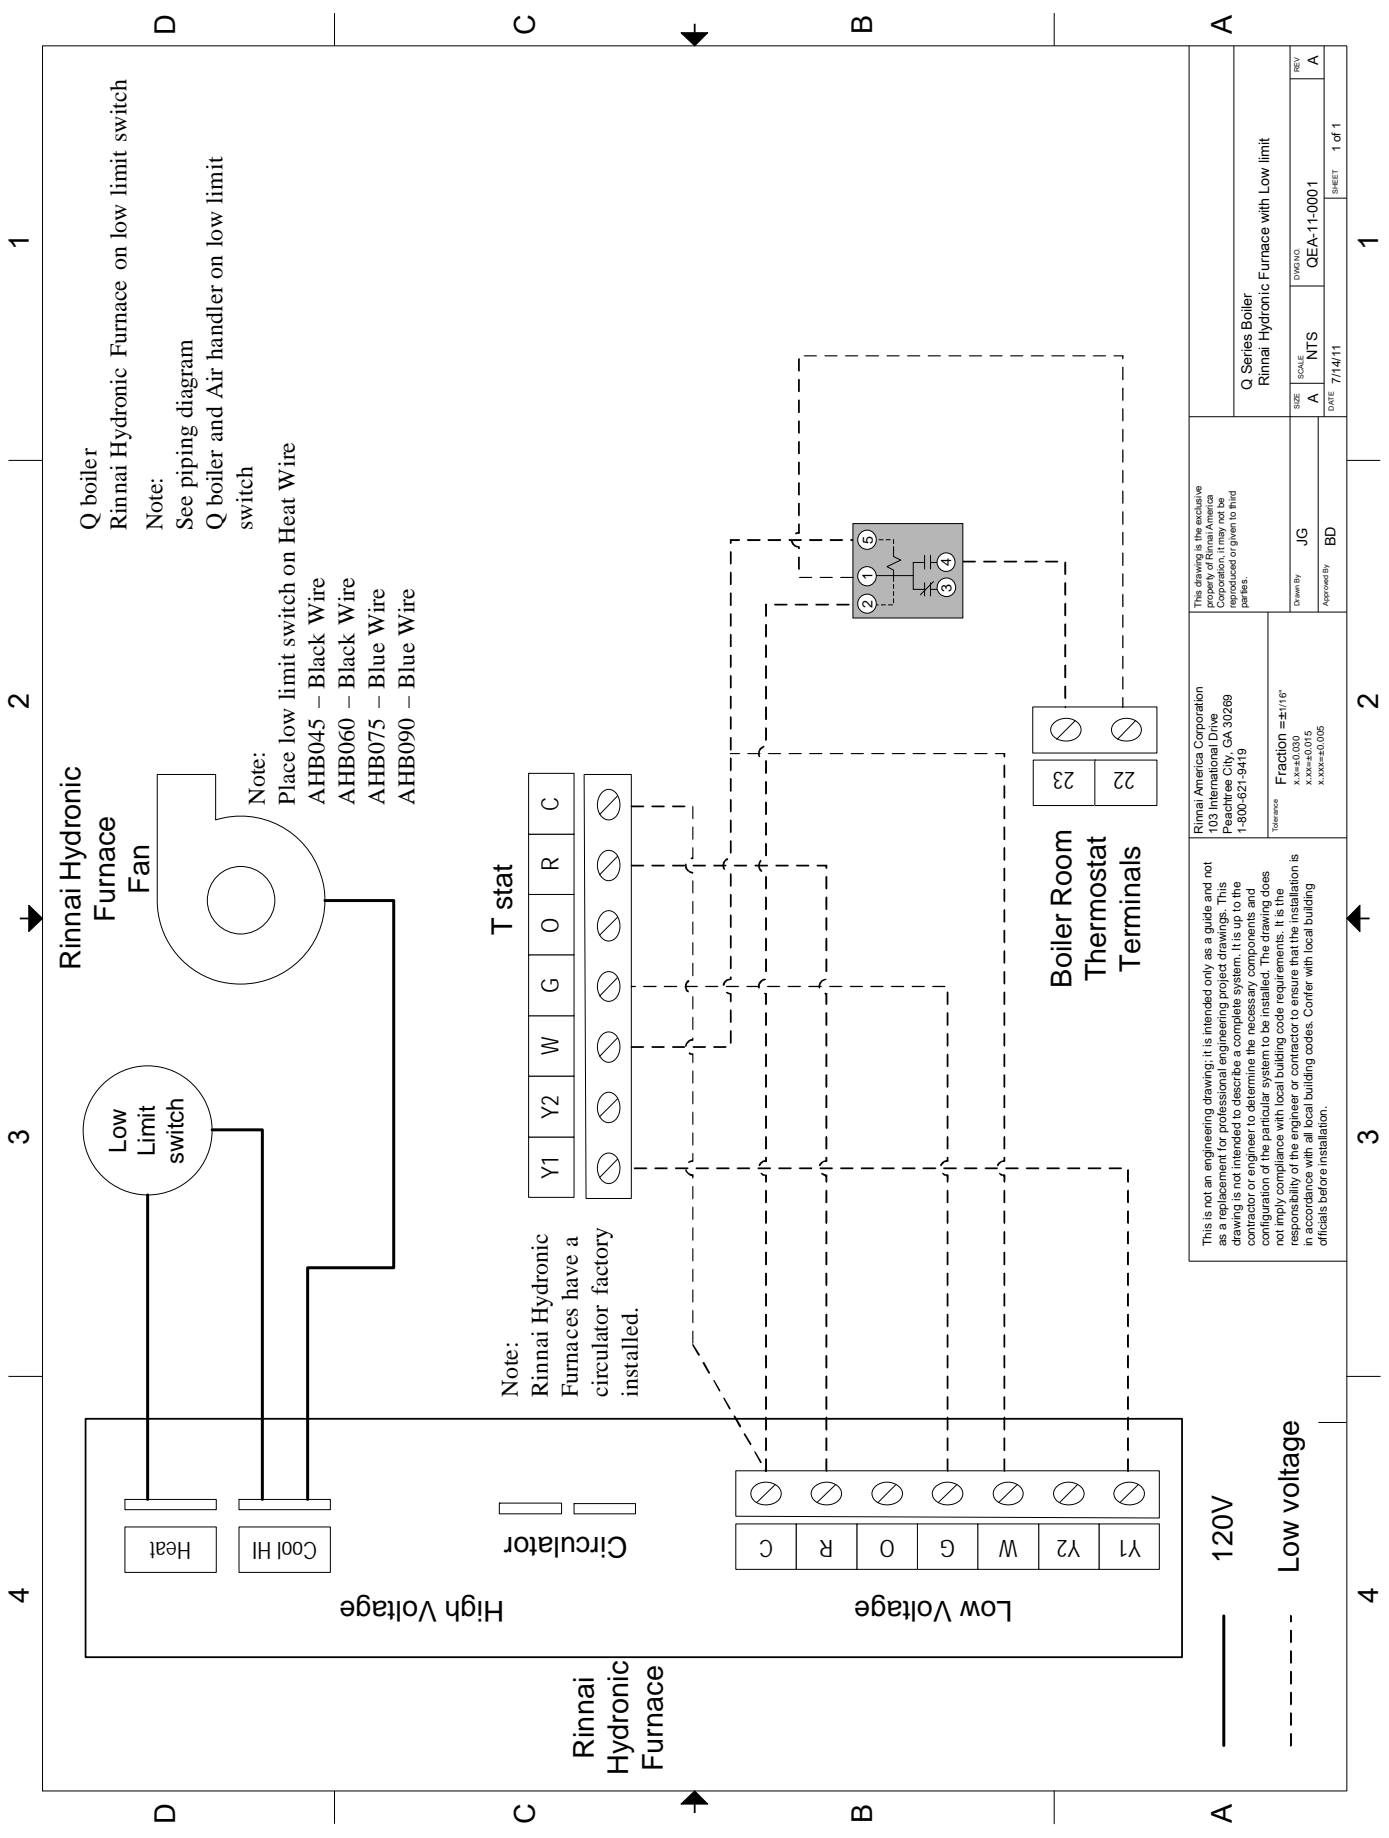 D
C
B
A
1
2
3
4
Q boiler
Rinnai Hydronic Furnace on low limit switch
Note:
See piping diagram
Q boiler and Air handler on low limit
switch
Note:
Place low limit switch on Heat Wire
AHB045 – Black Wire
AHB060 – Black Wire
AHB075 – Blue Wire
AHB090 – Blue Wire
Rinnai Hydronic
Furnace
Fan
Low
Limit
switch
Heat
Cool HI
High Voltage
Circulator
Low Voltage
Rinnai
Hydronic
Furnace
Note:
Rinnai Hydronic
Furnaces have a
circulator factory
installed.
T stat
Y1 Y2 W G O R C
C
R
O
G
W
Y2
Y1
2 1 5
3 4
23
22
Boiler Room
Thermostat
Terminals
120V
Low voltage
This is not an engineering drawing; it is intended only as a guide and not
as a replacement for professional engineering project drawings. This
drawing is not intended to describe a complete system. It is up to the
contractor or engineer to determine the necessary components and
configuration of the particular system to be installed. The drawing does
not imply compliance with local building code requirements. It is the
responsibility of the engineer or contractor to ensure that the installation is
in accordance with all local building codes. Confer with local building
officials before installation.
Rinnai America Corporation
103 International Drive
Peachtree City, GA 30269
1-800-621-9419
Tolerance
Fraction = ±1/16"
x.x=±0.030
x.xx=±0.015
x.xxx=±0.005
This drawing is the exclusive
property of Rinnai America
Corporation, it may not be
reproduced or given to third
parties.
Drawn By
JG
Approved By
BD
Q Series Boiler
Rinnai Hydronic Furnace with Low limit
SIZE
A
SCALE
NTS
DWG NO.
QEA-11-0001
REV
A
DATE
7/14/11
SHEET
1 of 1
1
2
3
4
D
C
B
A